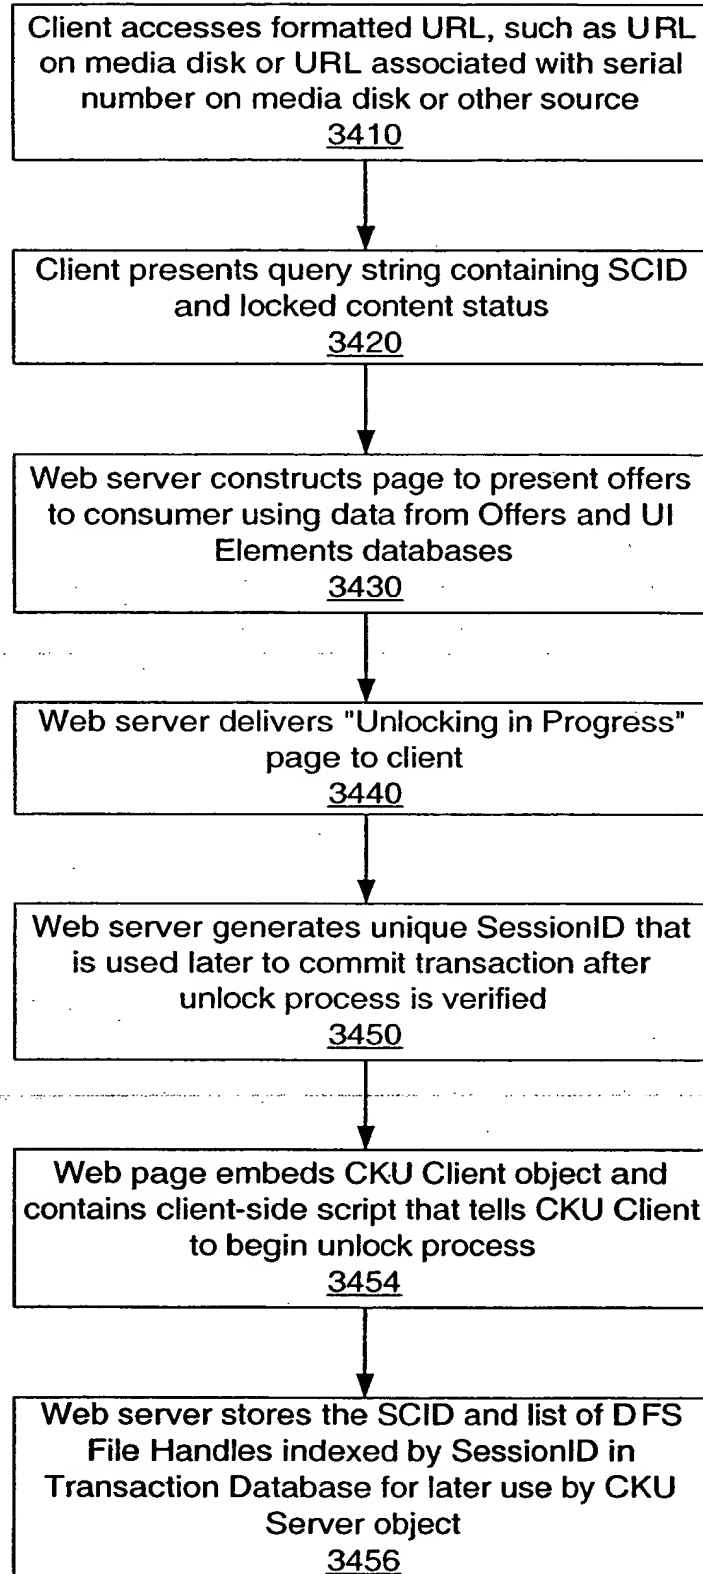 Client accesses formatted URL, such as URL
on media disk or URL associated with serial
number on media disk or other source
3410
Client presents query string containing SCID
and locked content status
3420
Web server constructs page to present offers
to consumer using data from Offers and UI
Elements databases
3430
Web server delivers "Unlocking in Progress"
page to client
3440
Web server generates unique SessionID that
is used later to commit transaction after
unlock process is verified
3450
Web page embeds CKU Client object and
contains client-side script that tells CKU Client
to begin unlock process
3454
Web server stores the SCID and list of DFS
File Handles indexed by SessionID in
Transaction Database for later use by CKU
Server object
3456